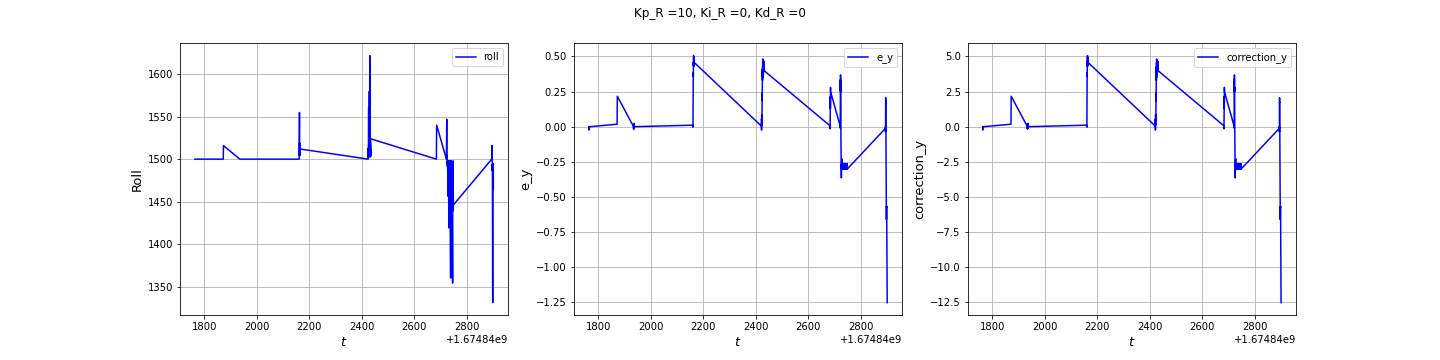 Kp_R =10, Ki_R =0, Kd_R =0
roll
1600
1550
1500
1450
1400
1350
Roll
1800 2000 2200 2400 2600 2800
+1.67484e9
t
e_y
0.50
0.25
0.00
−0.25
−0.50
−0.75
−1.00
−1.25
e_y
1800 2000 2200 2400 2600 2800
+1.67484e9
t
correction_y
5.0
2.5
0.0
−2.5
−5.0
−7.5
−10.0
−12.5
correction_y
1800 2000 2200 2400 2600 2800
+1.67484e9
t